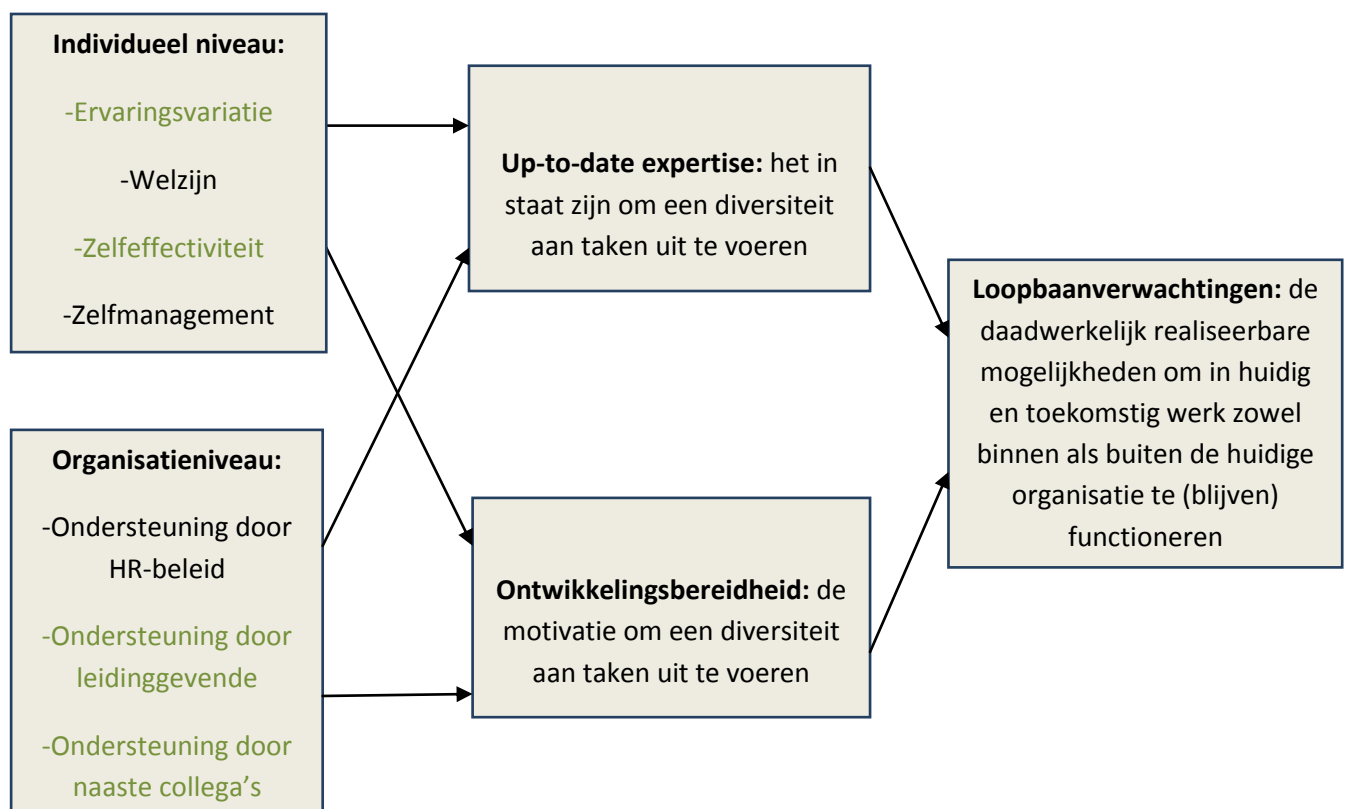 Individueel niveau:
-Ervaringsvariatie
-Welzijn
-Zelfeffectiviteit
-Zelfmanagement
Organisatieniveau:
-Ondersteuning door
HR-beleid
-Ondersteuning door
leidinggevende
-Ondersteuning door
naaste collega’s
Up-to-date expertise: het in
staat zijn om een diversiteit
aan taken uit te voeren
Ontwikkelingsbereidheid: de
motivatie om een diversiteit
aan taken uit te voeren
Loopbaanverwachtingen: de
daadwerkelijk realiseerbare
mogelijkheden om in huidig
en toekomstig werk zowel
binnen als buiten de huidige
organisatie te (blijven)
functioneren